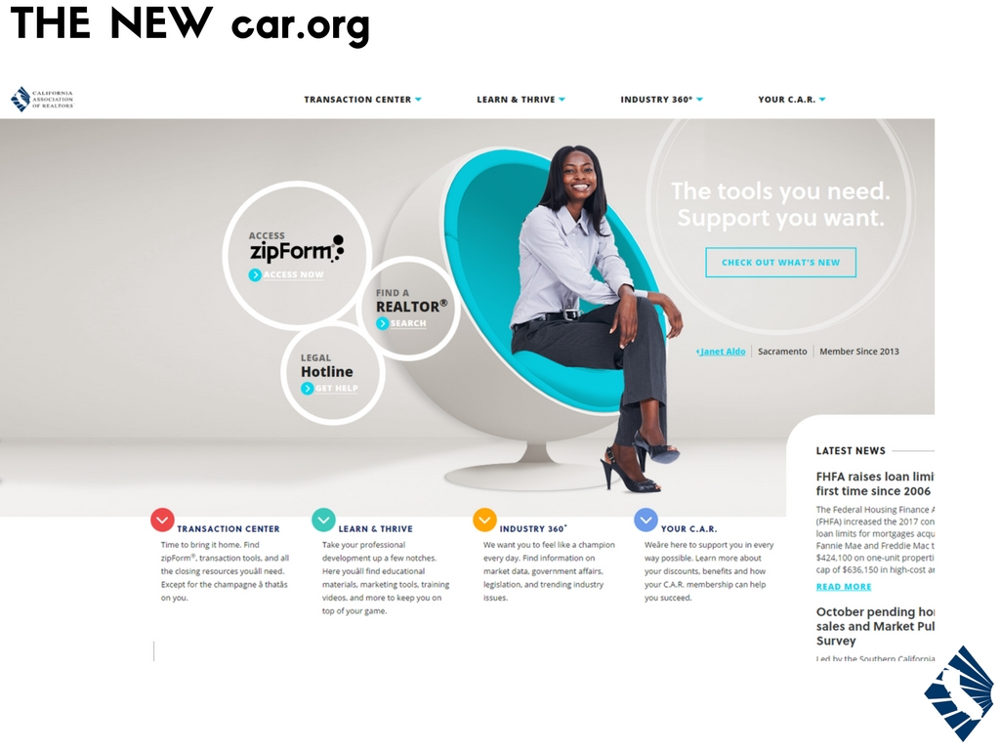 THE NEW car.org
CALIFORNIA
ASSOCIATION
OF REALTORS
TRANSACTION CENTER
LEARN & THRIVE
INDUSTRY 360°
YOUR C.A.R.
ACCESS
zipForm
ACCESS NOW
FIND A
REALTOR®
SEARCH
LEGAL
Hotline
GET HELP
The tools you need.
Support you want.
CHECK OUT WHAT'S NEW
Janet Aldo
Sacramento
Member Since 2013
TRANSACTION CENTER
Time to bring it home. Find
zipForm®, transaction tools, and all
the closing resources youâll need.
Except for the champagne â thatâs
on you.
LEARN & THRIVE
Take your professional
development up a few notches.
Here youâll find educational
materials, marketing tools, training
videos, and more to keep you on
top of your game.
INDUSTRY 360°
We want you to feel like a champion
every day. Find information on
market data, government affairs,
legislation, and trending industry
issues.
YOUR C.A.R.
Weâre here to support you in every
way possible. Learn more about
your discounts, benefits and how
your C.A.R. membership can help
you succeed.
LATEST NEWS
FHFA raises loan limi
first time since 2006
The Federal Housing Finance A
(FHFA) increased the 2017 con
loan limits for mortgages acqu
Fannie Mae and Freddie Mac t
$424,100 on one-unit properti
cap of $636,150 in high-cost ar
READ MORE
October pending ho
sales and Market Pul
Survey
Led by the Southern California